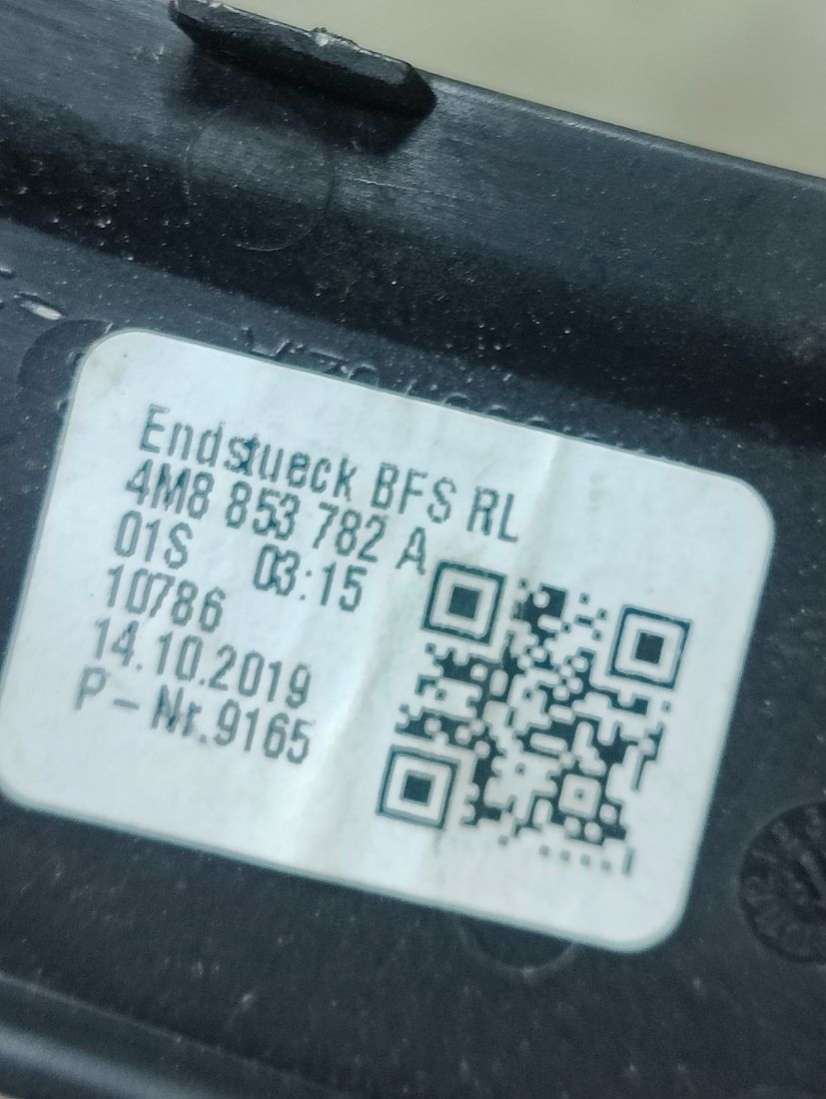 Endstueck BFS RL
4M8 853 782 A
01S 03:15
10786
14.10.2019
P - Nr.9165